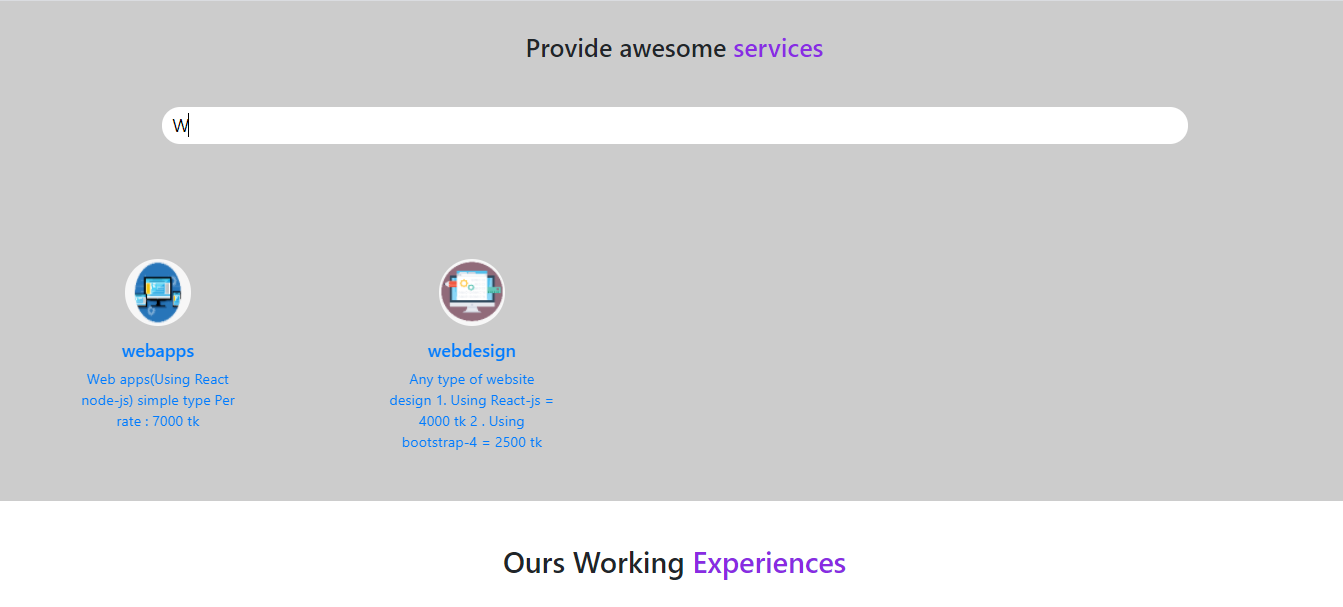 Provide awesome services
W
webapps
Web apps(Using React
node-js) simple type Per
rate : 7000 tk
webdesign
Any type of website
design 1. Using React-js =
4000 tk 2 . Using
bootstrap-4 = 2500 tk
Ours Working Experiences